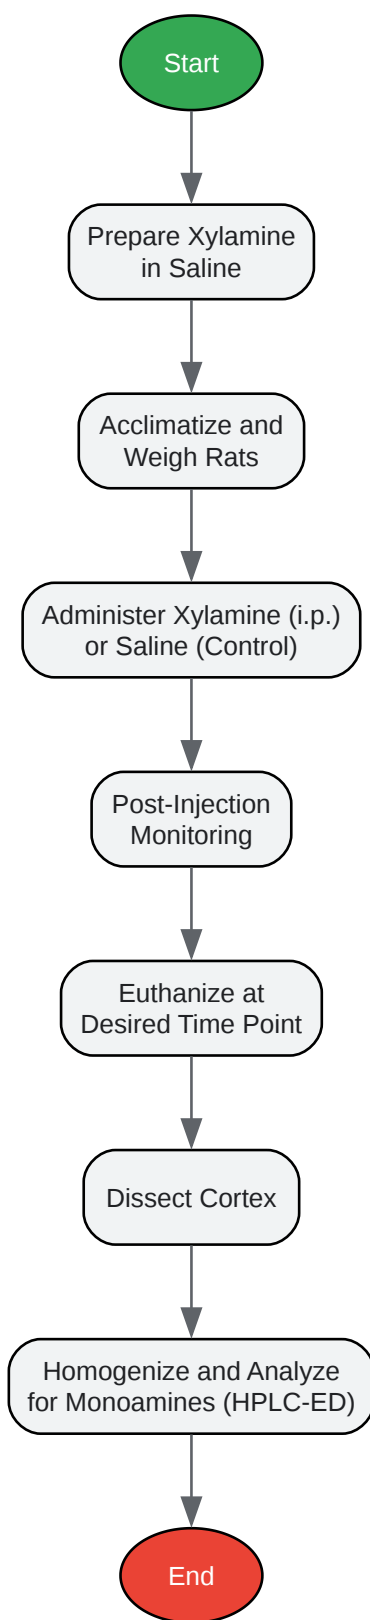 Start
Prepare Xylamine
in Saline
Acclimatize and
Weigh Rats
Administer Xylamine (i.p.)
or Saline (Control)
Post-Injection
Monitoring
Euthanize at
Desired Time Point
Dissect Cortex
Homogenize and Analyze
for Monoamines (HPLC-ED)
End